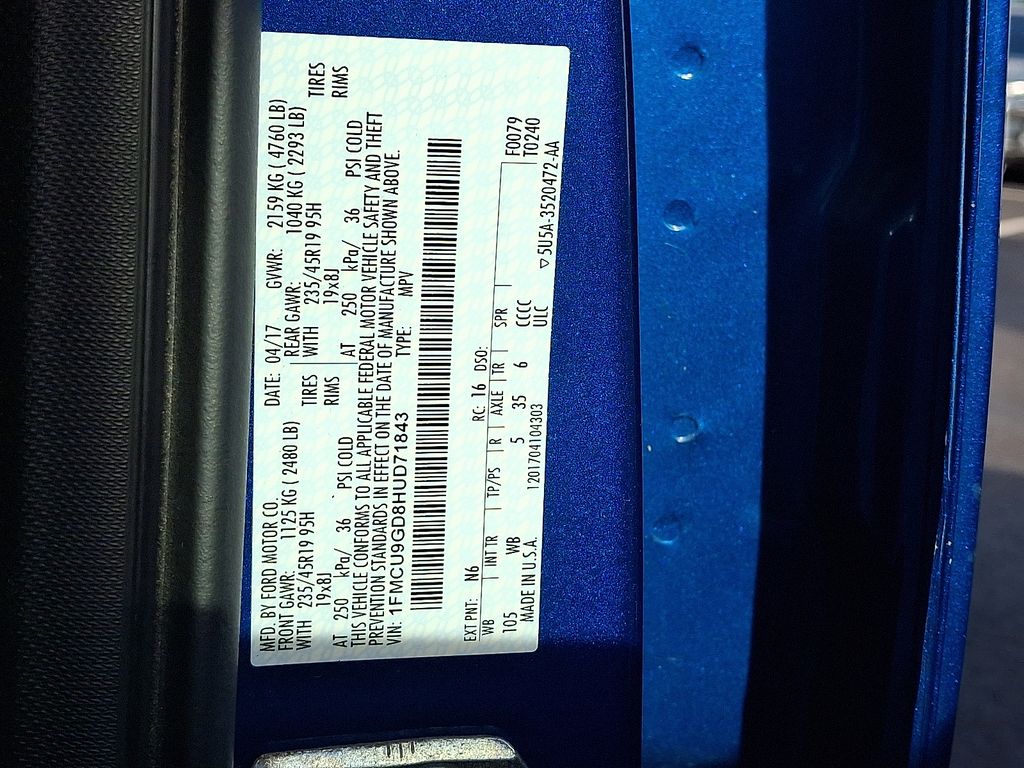 MFD. BY FORD MOTOR CO.
DATE: 04/17 GVWR: 2159 KG ( 4760 LB)
FRONT GAWR: 1125 KG ( 2480 LB)
REAR GAWR: 1040 KG ( 2293 LB)
WITH 235/45R19 95H TIRES
WITH 235/45R19 95H TIRES
19x8J RIMS
19x8J RIMS
AT 250 kPa/ 36 PSI COLD
AT 250 kPa/ 36 PSI COLD
THIS VEHICLE CONFORMS TO ALL APPLICABLE FEDERAL MOTOR VEHICLE SAFETY AND THEFT
PREVENTION STANDARDS IN EFFECT ON THE DATE OF MANUFACTURE SHOWN ABOVE.
VIN: 1FMCU9GD8HUD71843 TYPE: MPV
EXT PNT: N6 RC: 16 DSO:
WB INT TR TP/PS R AXLE TR SPR F0079
105 WB 5 35 6 CCCC T0240
MADE IN U.S.A. 1201704104303 ULC ▽5U5A-3520472-AA